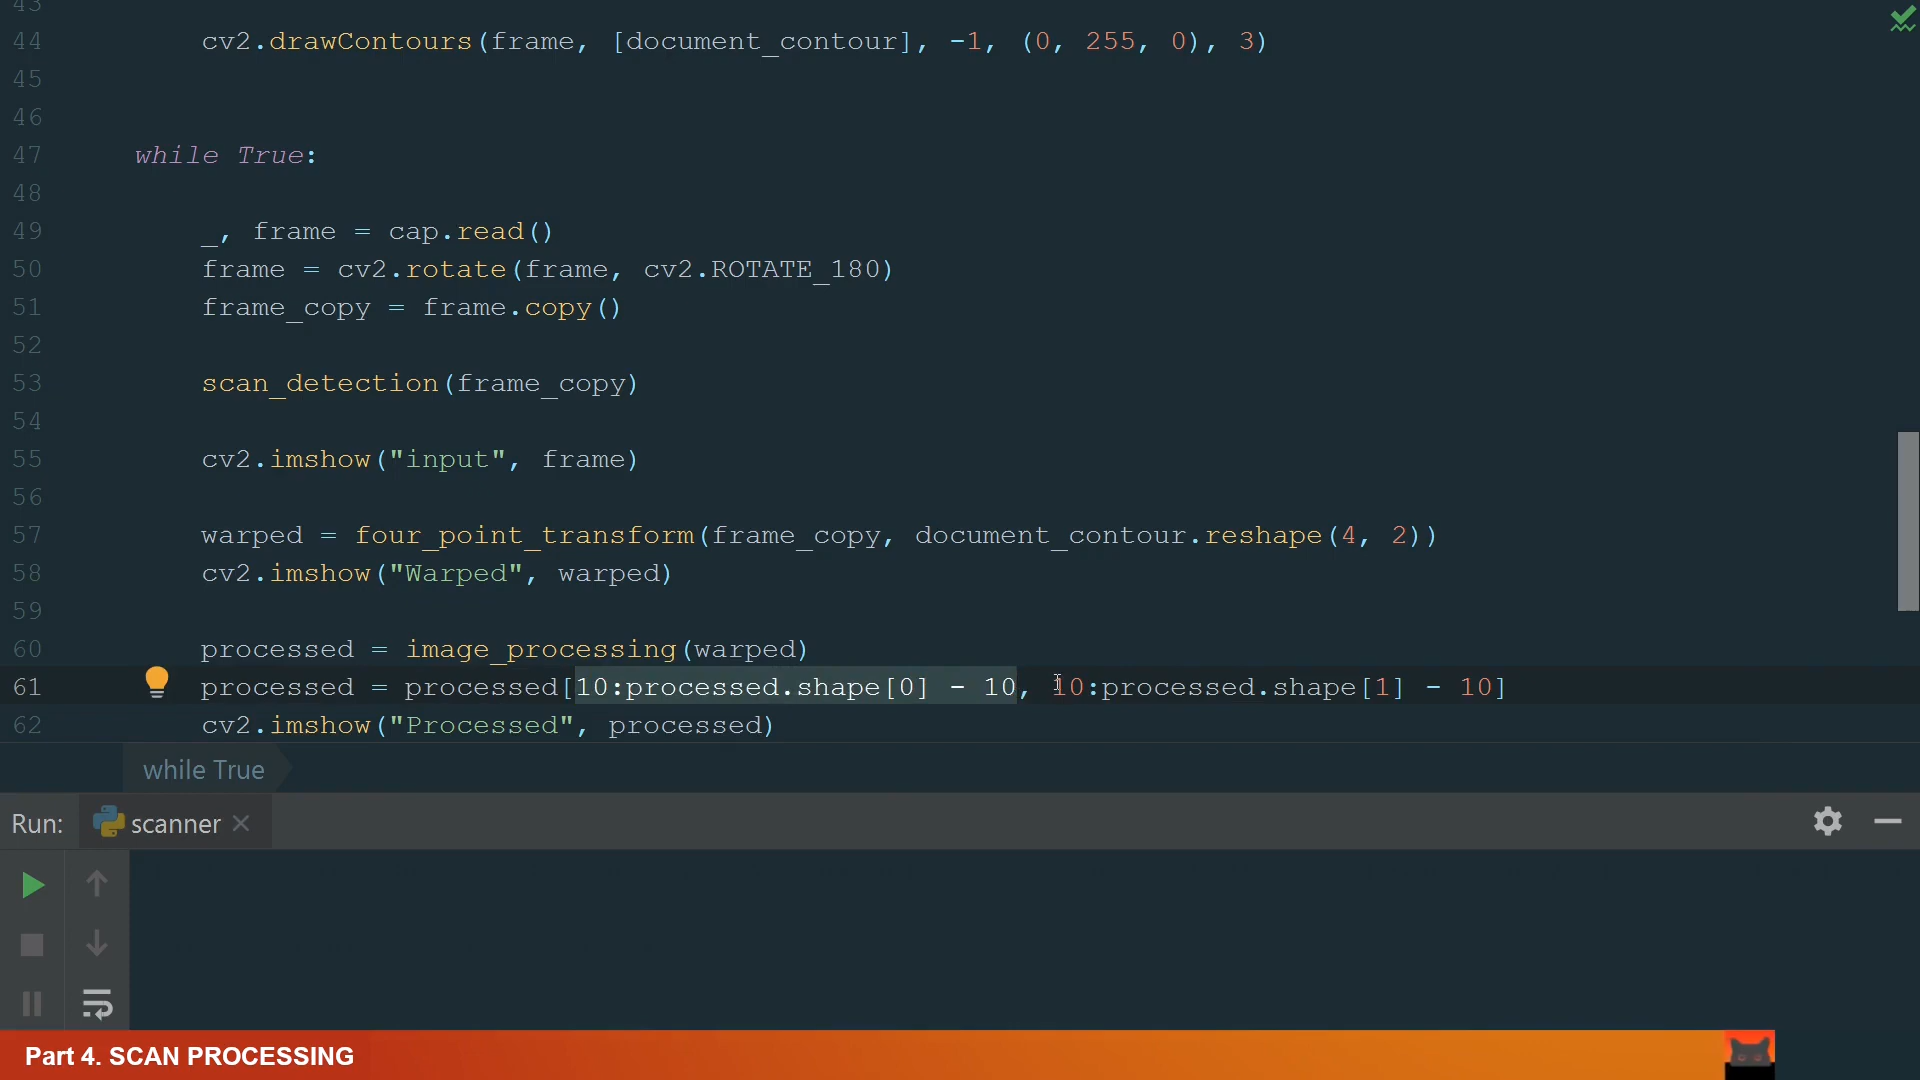 43
44 cv2.drawContours(frame, [document_contour], -1, (0, 255, 0), 3)
45
46
47 while True:
48
49 _, frame = cap.read()
50 frame = cv2.rotate(frame, cv2.ROTATE_180)
51 frame_copy = frame.copy()
52
53 scan_detection(frame_copy)
54
55 cv2.imshow("input", frame)
56
57 warped = four_point_transform(frame_copy, document_contour.reshape(4, 2))
58 cv2.imshow("Warped", warped)
59
60 processed = image_processing(warped)
61 processed = processed[10:processed.shape[0] - 10, 10:processed.shape[1] - 10]
62 cv2.imshow("Processed", processed)
while True
Run: scanner
Part 4. SCAN PROCESSING